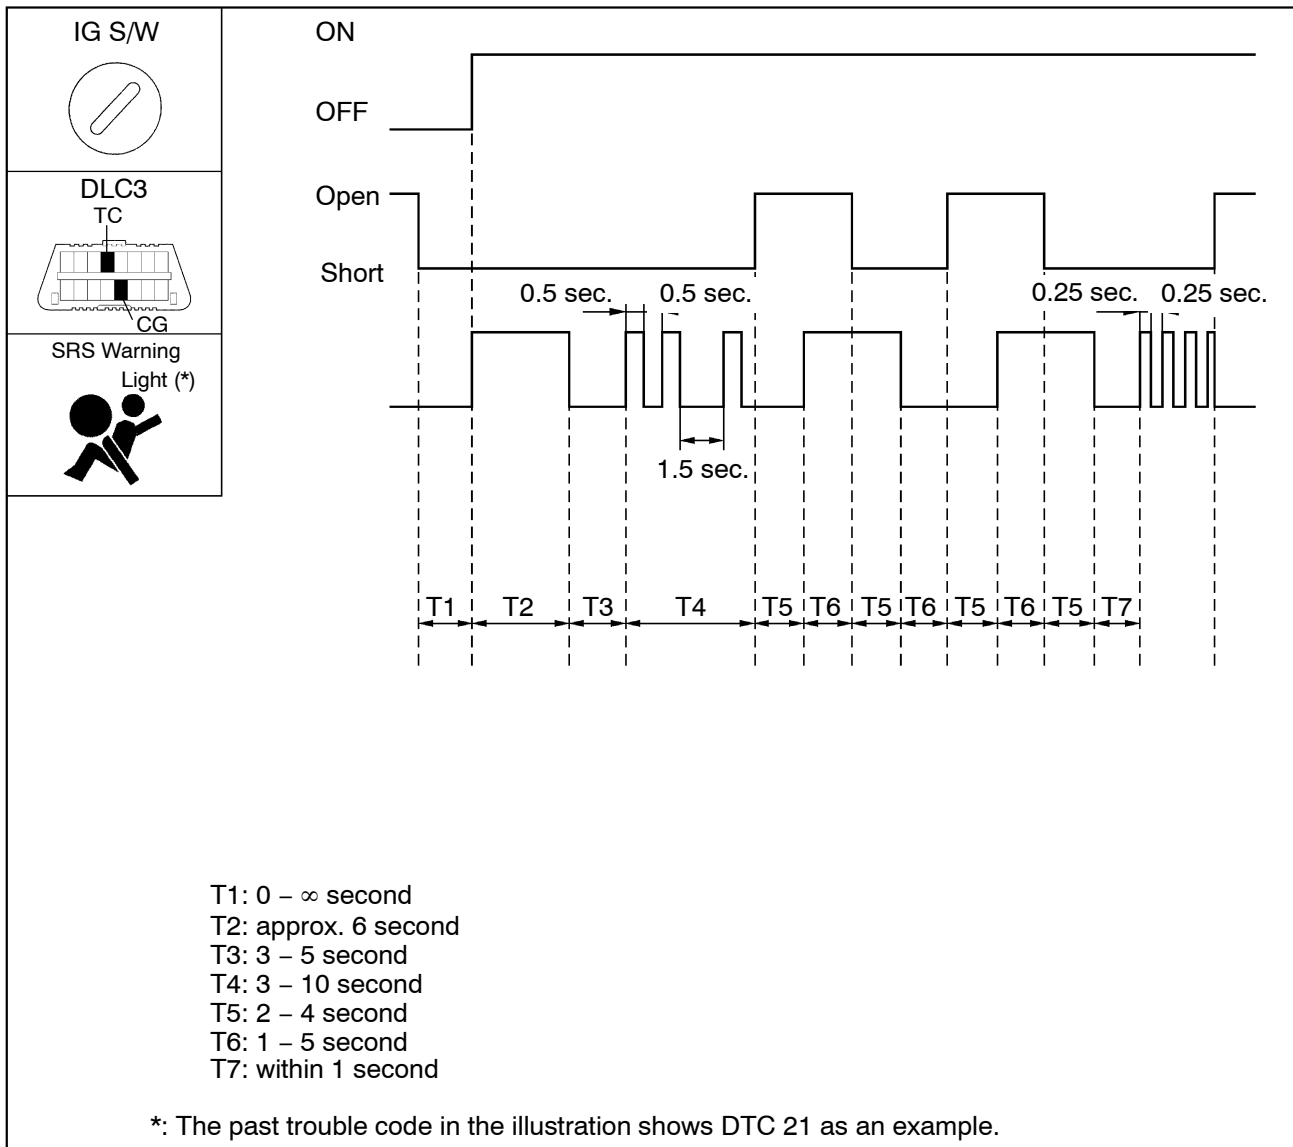 IG S/W
ON
OFF
DLC3
TC
CG
Open
Short
SRS Warning
Light (*)
0.5 sec.
0.5 sec.
0.25 sec.
0.25 sec.
1.5 sec.
T1
T2
T3
T4
T5
T6
T5
T6
T5
T6
T5
T7
T1: 0 – ∞ second
T2: approx. 6 second
T3: 3 – 5 second
T4: 3 – 10 second
T5: 2 – 4 second
T6: 1 – 5 second
T7: within 1 second
*: The past trouble code in the illustration shows DTC 21 as an example.